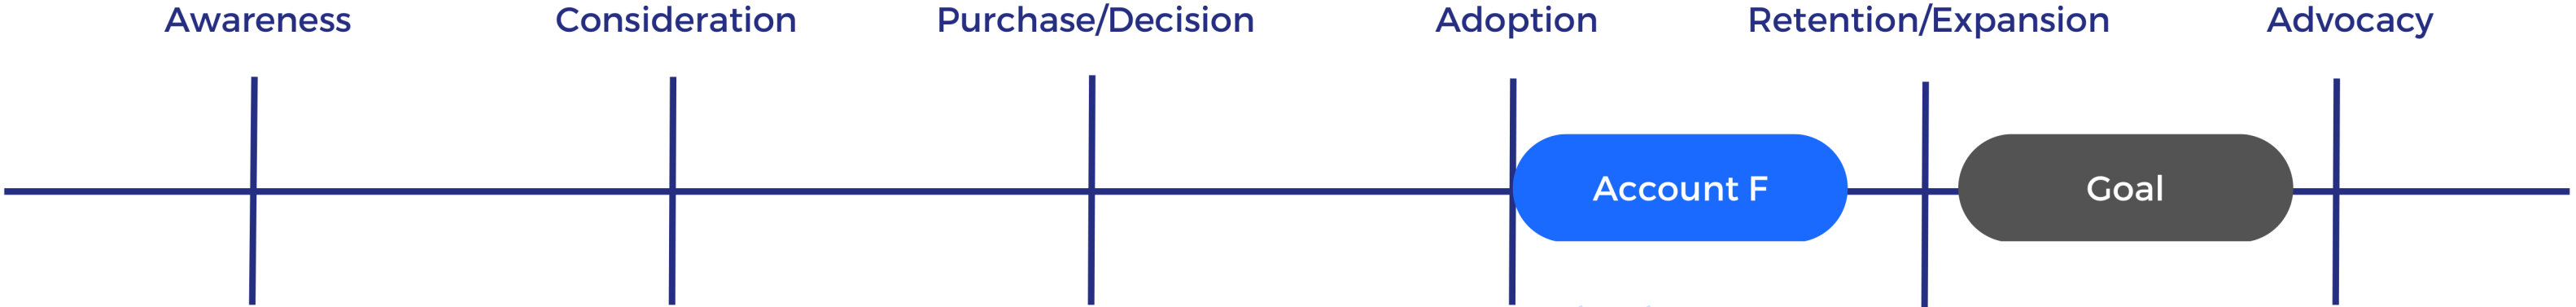 Awareness
Consideration
Purchase/Decision
Adoption
Retention/Expansion
Advocacy
Account F
Goal